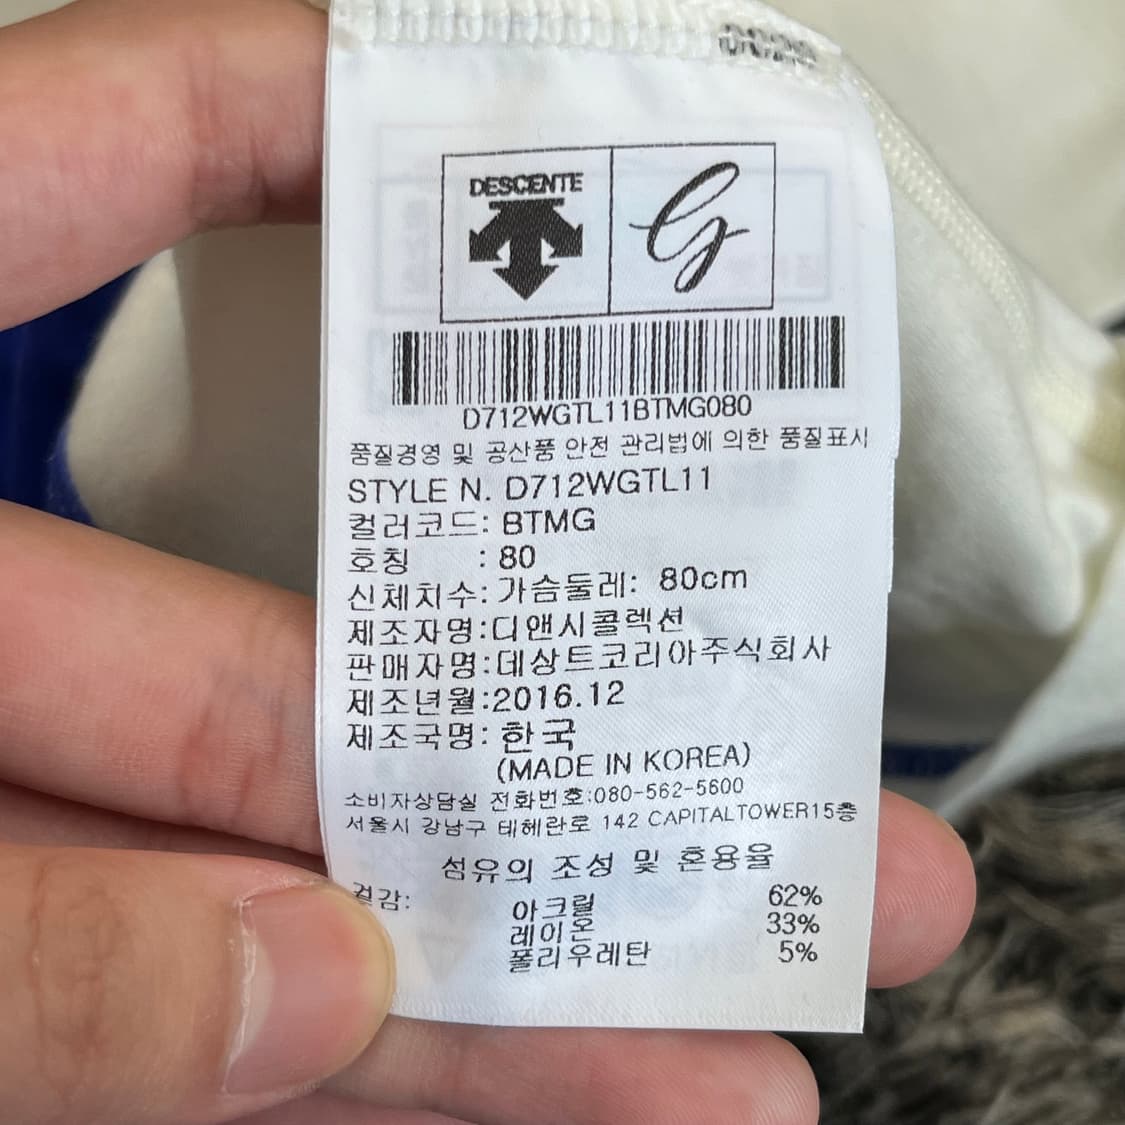 DESCENTE
G
D712WGTL11BTMG080
품질경영 및 공산품 안전 관리법에 의한 품질표시
STYLE N. D712WGTL11
컬러코드: BTMG
호칭 : 80
신체치수: 가슴둘레: 80cm
제조자명:디앤시콜렉션
판매자명:데상트코리아주식회사
제조년월:2016.12
제조국명: 한국
(MADE IN KOREA)
소비자상담실 전화번호:080-562-5600
서울시 강남구 테헤란로 142 CAPITALTOWER15층
섬유의 조성 및 혼용율
겉감:
아크릴 62%
레이온 33%
폴리우레탄 5%